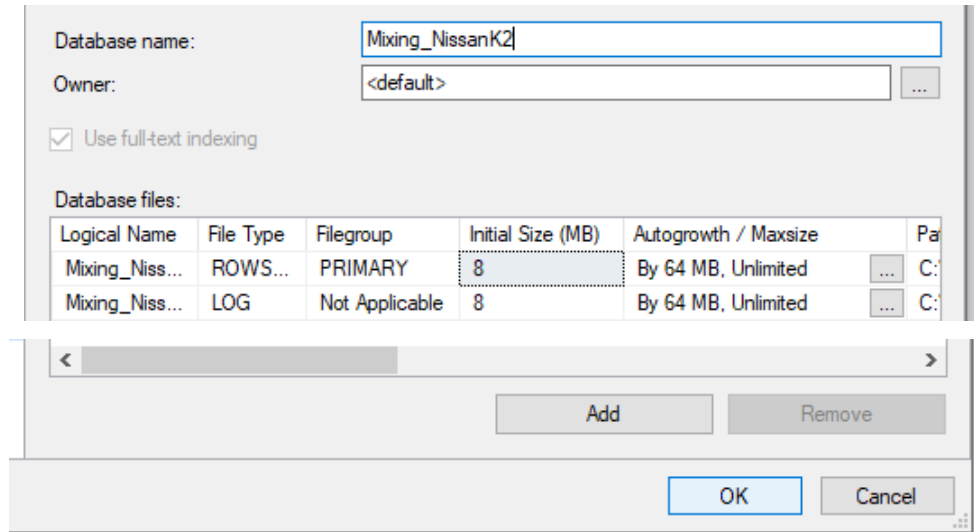 Database name: Mixing_NissanK2
Owner: <default> ...
Use full-text indexing
Database files:
Logical Name File Type Filegroup Initial Size (MB) Autogrowth / Maxsize Pa
Mixing_Niss... ROWS... PRIMARY 8 By 64 MB, Unlimited ... C:\
Mixing_Niss... LOG Not Applicable 8 By 64 MB, Unlimited ... C:\
Add Remove
OK Cancel